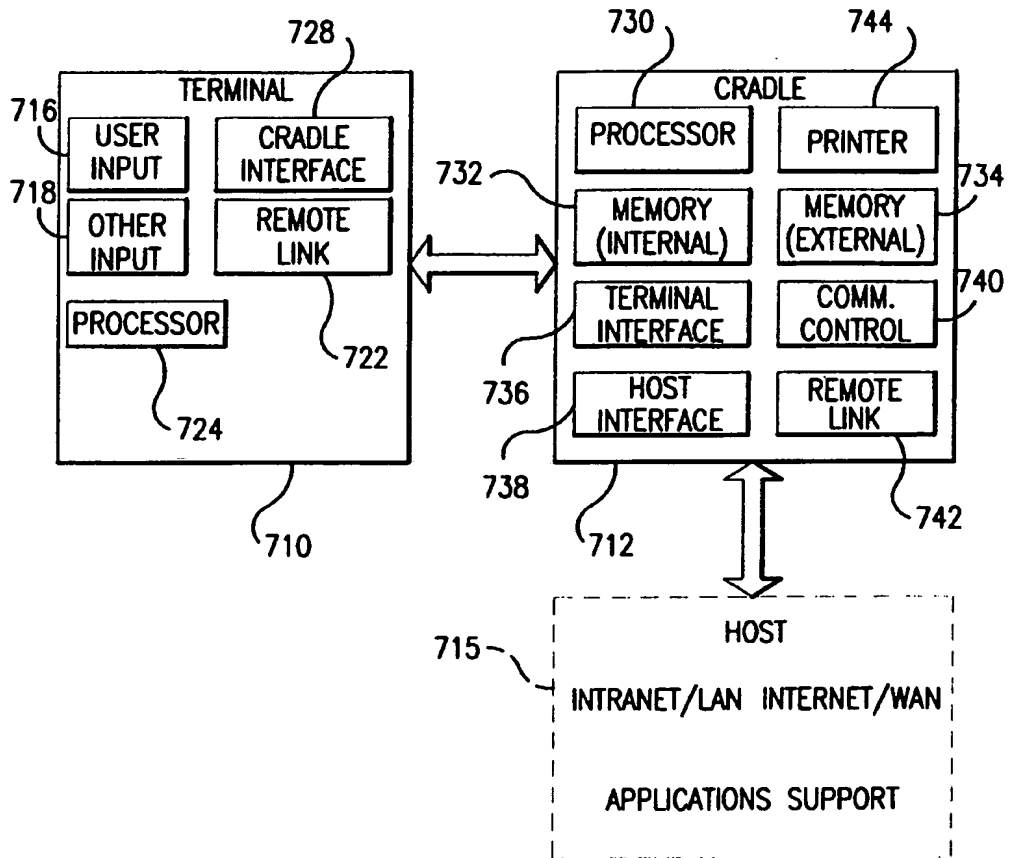 728
730
744
TERMINAL
CRADLE
716
USER
INPUT
CRADLE
INTERFACE
PROCESSOR
PRINTER
718
OTHER
INPUT
REMOTE
LINK
732
MEMORY
(INTERNAL)
MEMORY
(EXTERNAL)
734
PROCESSOR
722
724
TERMINAL
INTERFACE
COMM.
CONTROL
740
736
HOST
INTERFACE
REMOTE
LINK
738
710
712
742
715
HOST
INTRANET/LAN INTERNET/WAN
APPLICATIONS SUPPORT